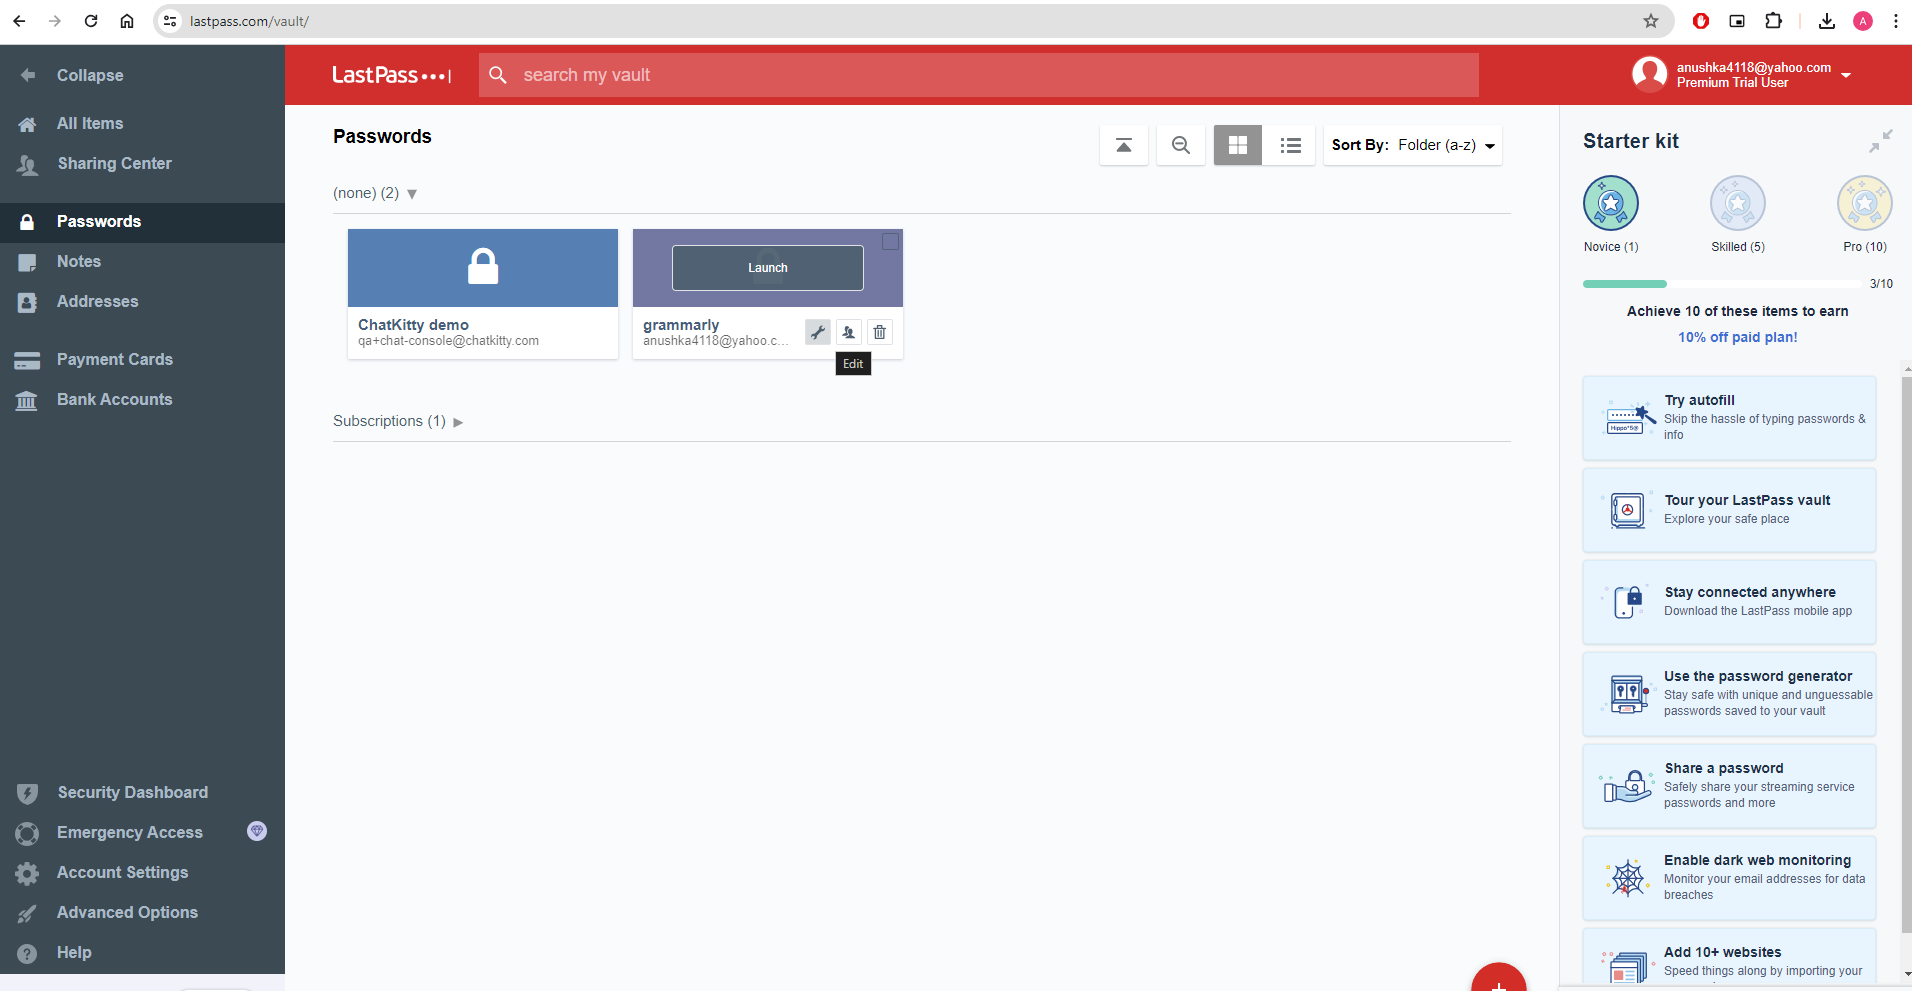 lastpass.com/vault/
A
Collapse
All Items
Sharing Center
Passwords
Notes
Addresses
Payment Cards
Bank Accounts
Security Dashboard
Emergency Access
Account Settings
Advanced Options
Help
LastPass
search my vault
anushka4118@yahoo.com
Premium Trial User
Passwords
Sort By: Folder (a-z)
(none) (2)
ChatKitty demo
qa+chat-console@chatkitty.com
Launch
grammarly
anushka4118@yahoo.c...
Edit
Subscriptions (1)
Starter kit
Novice (1)
Skilled (5)
Pro (10)
3/10
Achieve 10 of these items to earn
10% off paid plan!
Hippo*5@
Try autofill
Skip the hassle of typing passwords &
info
Tour your LastPass vault
Explore your safe place
Stay connected anywhere
Download the LastPass mobile app
Use the password generator
Stay safe with unique and unguessable
passwords saved to your vault
Share a password
Safely share your streaming service
passwords and more
Enable dark web monitoring
Monitor your email addresses for data
breaches
Add 10+ websites
Speed things along by importing your